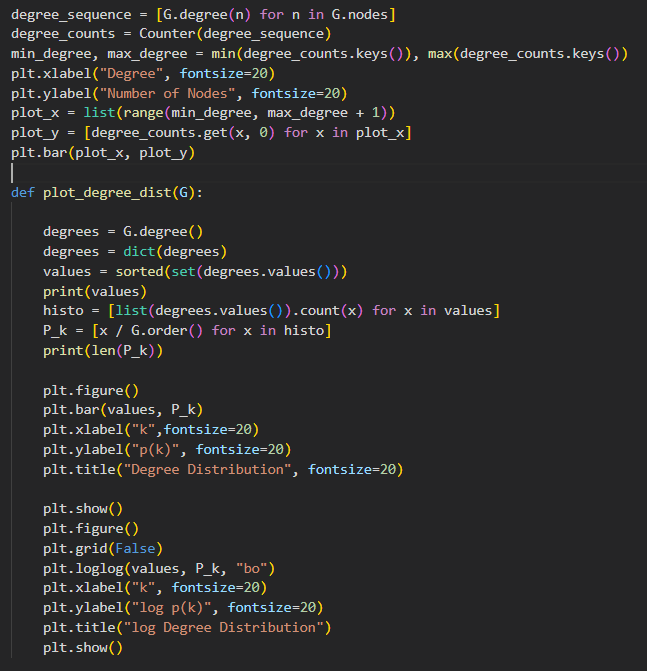 degree_sequence = [G.degree(n) for n in G.nodes]
degree_counts = Counter(degree_sequence)
min_degree, max_degree = min(degree_counts.keys()), max(degree_counts.keys())
plt.xlabel("Degree", fontsize=20)
plt.ylabel("Number of Nodes", fontsize=20)
plot_x = list(range(min_degree, max_degree + 1))
plot_y = [degree_counts.get(x, 0) for x in plot_x]
plt.bar(plot_x, plot_y)
def plot_degree_dist(G):
    degrees = G.degree()
    degrees = dict(degrees)
    values = sorted(set(degrees.values()))
    print(values)
    histo = [list(degrees.values()).count(x) for x in values]
    P_k = [x / G.order() for x in histo]
    print(len(P_k))
    plt.figure()
    plt.bar(values, P_k)
    plt.xlabel("k",fontsize=20)
    plt.ylabel("p(k)", fontsize=20)
    plt.title("Degree Distribution", fontsize=20)
    plt.show()
    plt.figure()
    plt.grid(False)
    plt.loglog(values, P_k, "bo")
    plt.xlabel("k", fontsize=20)
    plt.ylabel("log p(k)", fontsize=20)
    plt.title("log Degree Distribution")
    plt.show()